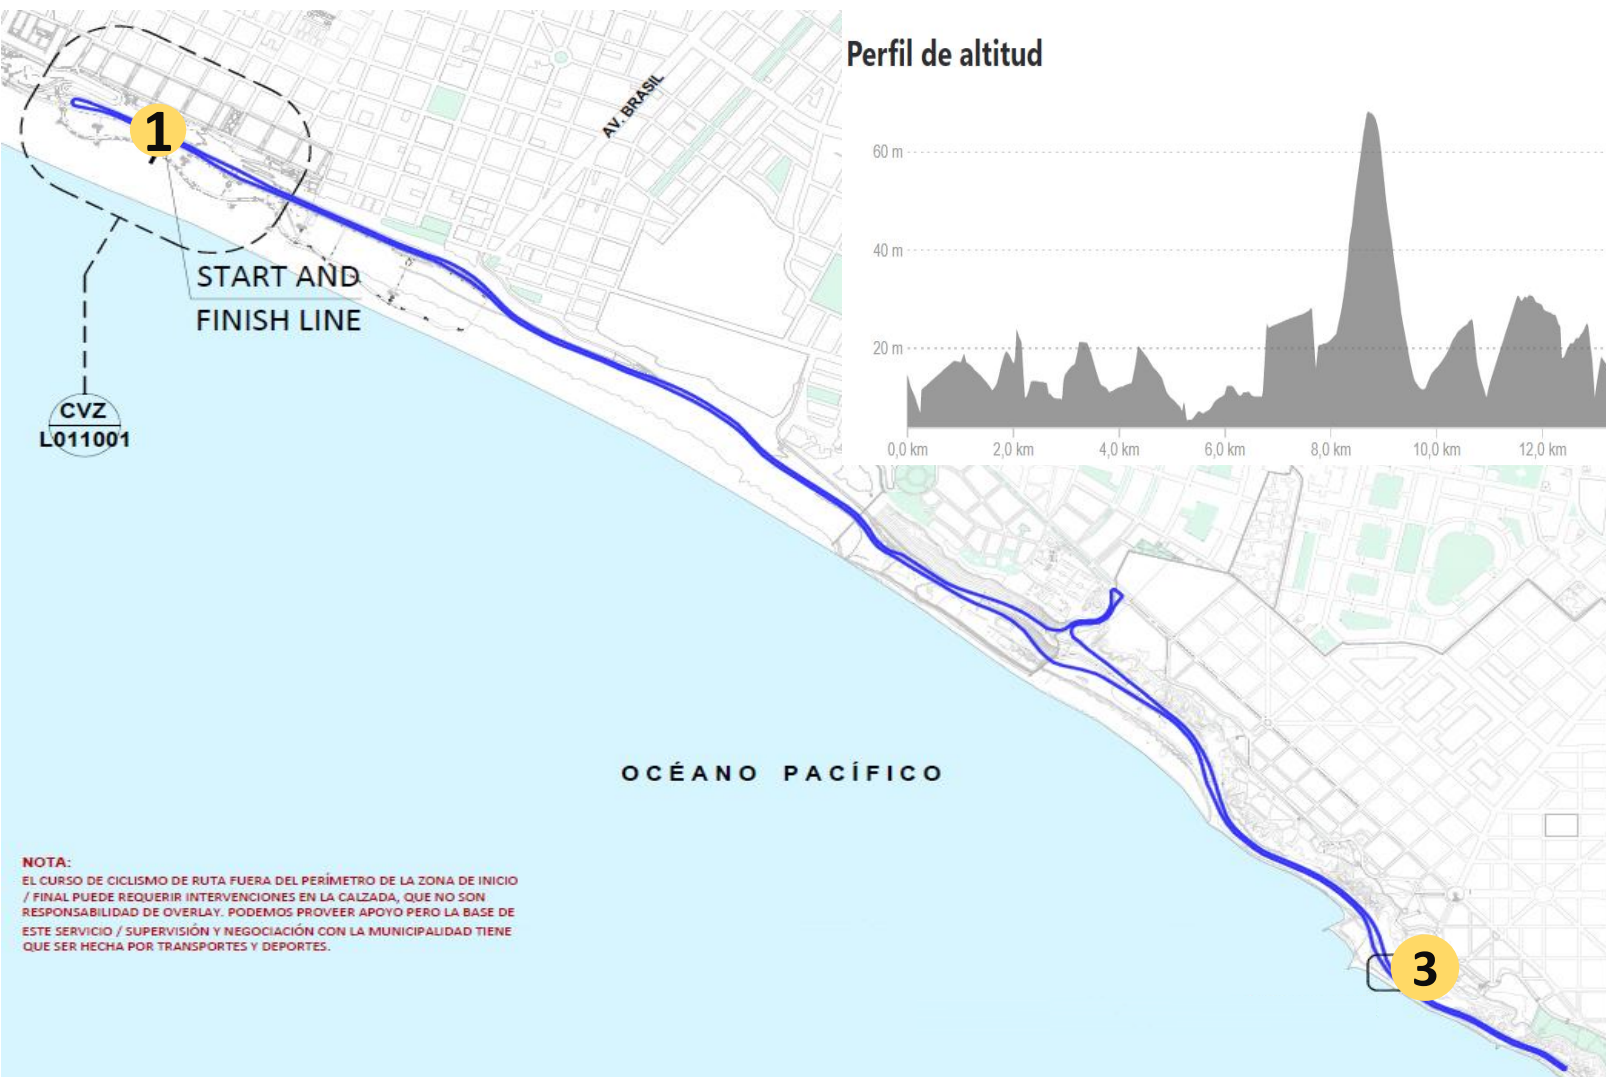 Perfil de altitud
60 m
40 m
20 m
0,0 km
2,0 km
4,0 km
6,0 km
8,0 km
10,0 km
12,0 km
AV. BRASIL
1
START AND
FINISH LINE
CVZ
L011001
OCÉANO PACÍFICO
NOTA:
EL CURSO DE CICLISMO DE RUTA FUERA DEL PERÍMETRO DE LA ZONA DE INICIO
/ FINAL PUEDE REQUERIR INTERVENCIONES EN LA CALZADA, QUE NO SON
RESPONSABILIDAD DE OVERLAY. PODEMOS PROVEER APOYO PERO LA BASE DE
ESTE SERVICIO / SUPERVISIÓN Y NEGOCIACIÓN CON LA MUNICIPALIDAD TIENE
QUE SER HECHA POR TRANSPORTES Y DEPORTES.
3